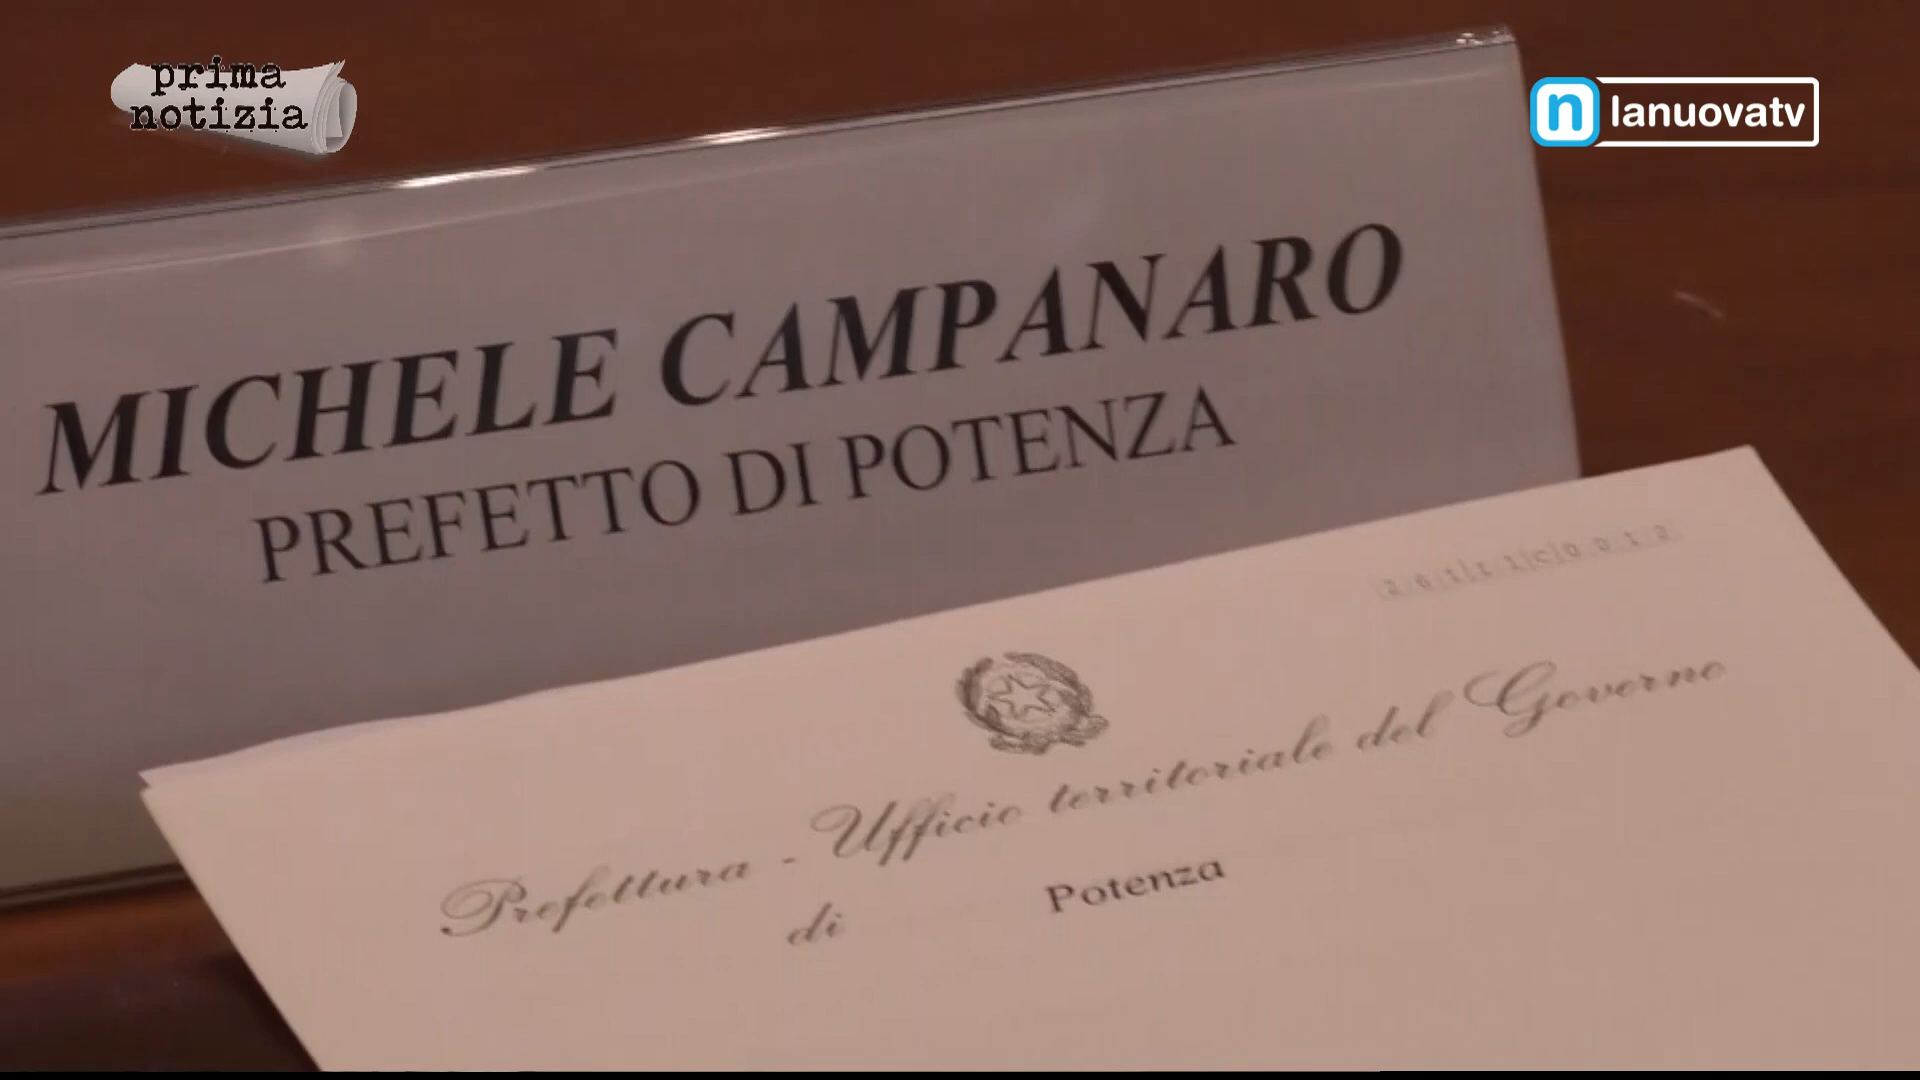 prima
notizia
lanuovatv
MICHELE CAMPANARO
PREFETTO DI POTENZA
Prefettura - Ufficio territoriale del Governo
di Potenza